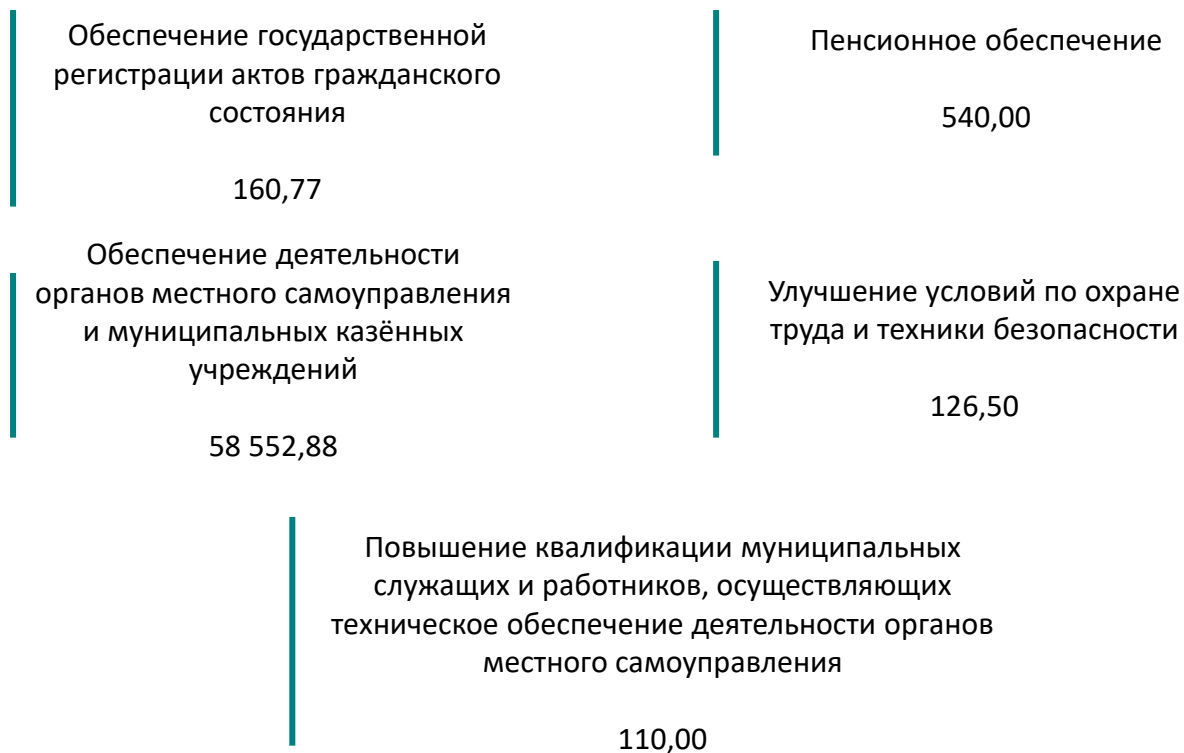 Обеспечение государственной
регистрации актов гражданского
состояния
160,77
Пенсионное обеспечение
540,00
Обеспечение деятельности
органов местного самоуправления
и муниципальных казённых
учреждений
58 552,88
Улучшение условий по охране
труда и техники безопасности
126,50
Повышение квалификации муниципальных
служащих и работников, осуществляющих
техническое обеспечение деятельности органов
местного самоуправления
110,00